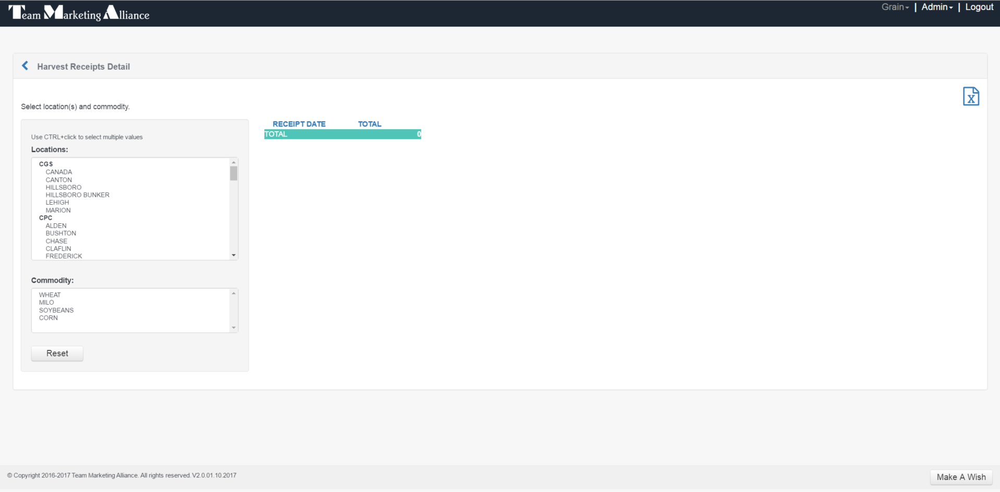 Team Marketing Alliance
Grain | Admin | Logout
Harvest Receipts Detail
X
Select location(s) and commodity.
Use CTRL+click to select multiple values
Locations:
CGS
CANADA
CANTON
HILLSBORO
HILLSBORO BUNKER
LEHIGH
MARION
CPC
ALDEN
BUSHTON
CHASE
CLAFLIN
FREDERICK
Commodity:
WHEAT
MILO
SOYBEANS
CORN
Reset
RECEIPT DATE TOTAL
TOTAL 0
© Copyright 2016-2017 Team Marketing Alliance. All rights reserved. V2.0.01.10.2017
Make A Wish